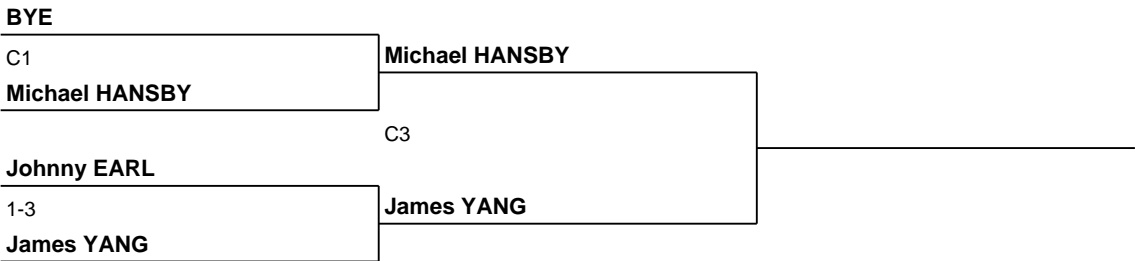 BYE
C1
Michael HANSBY
Michael HANSBY
C3
Johnny EARL
1-3
James YANG
James YANG